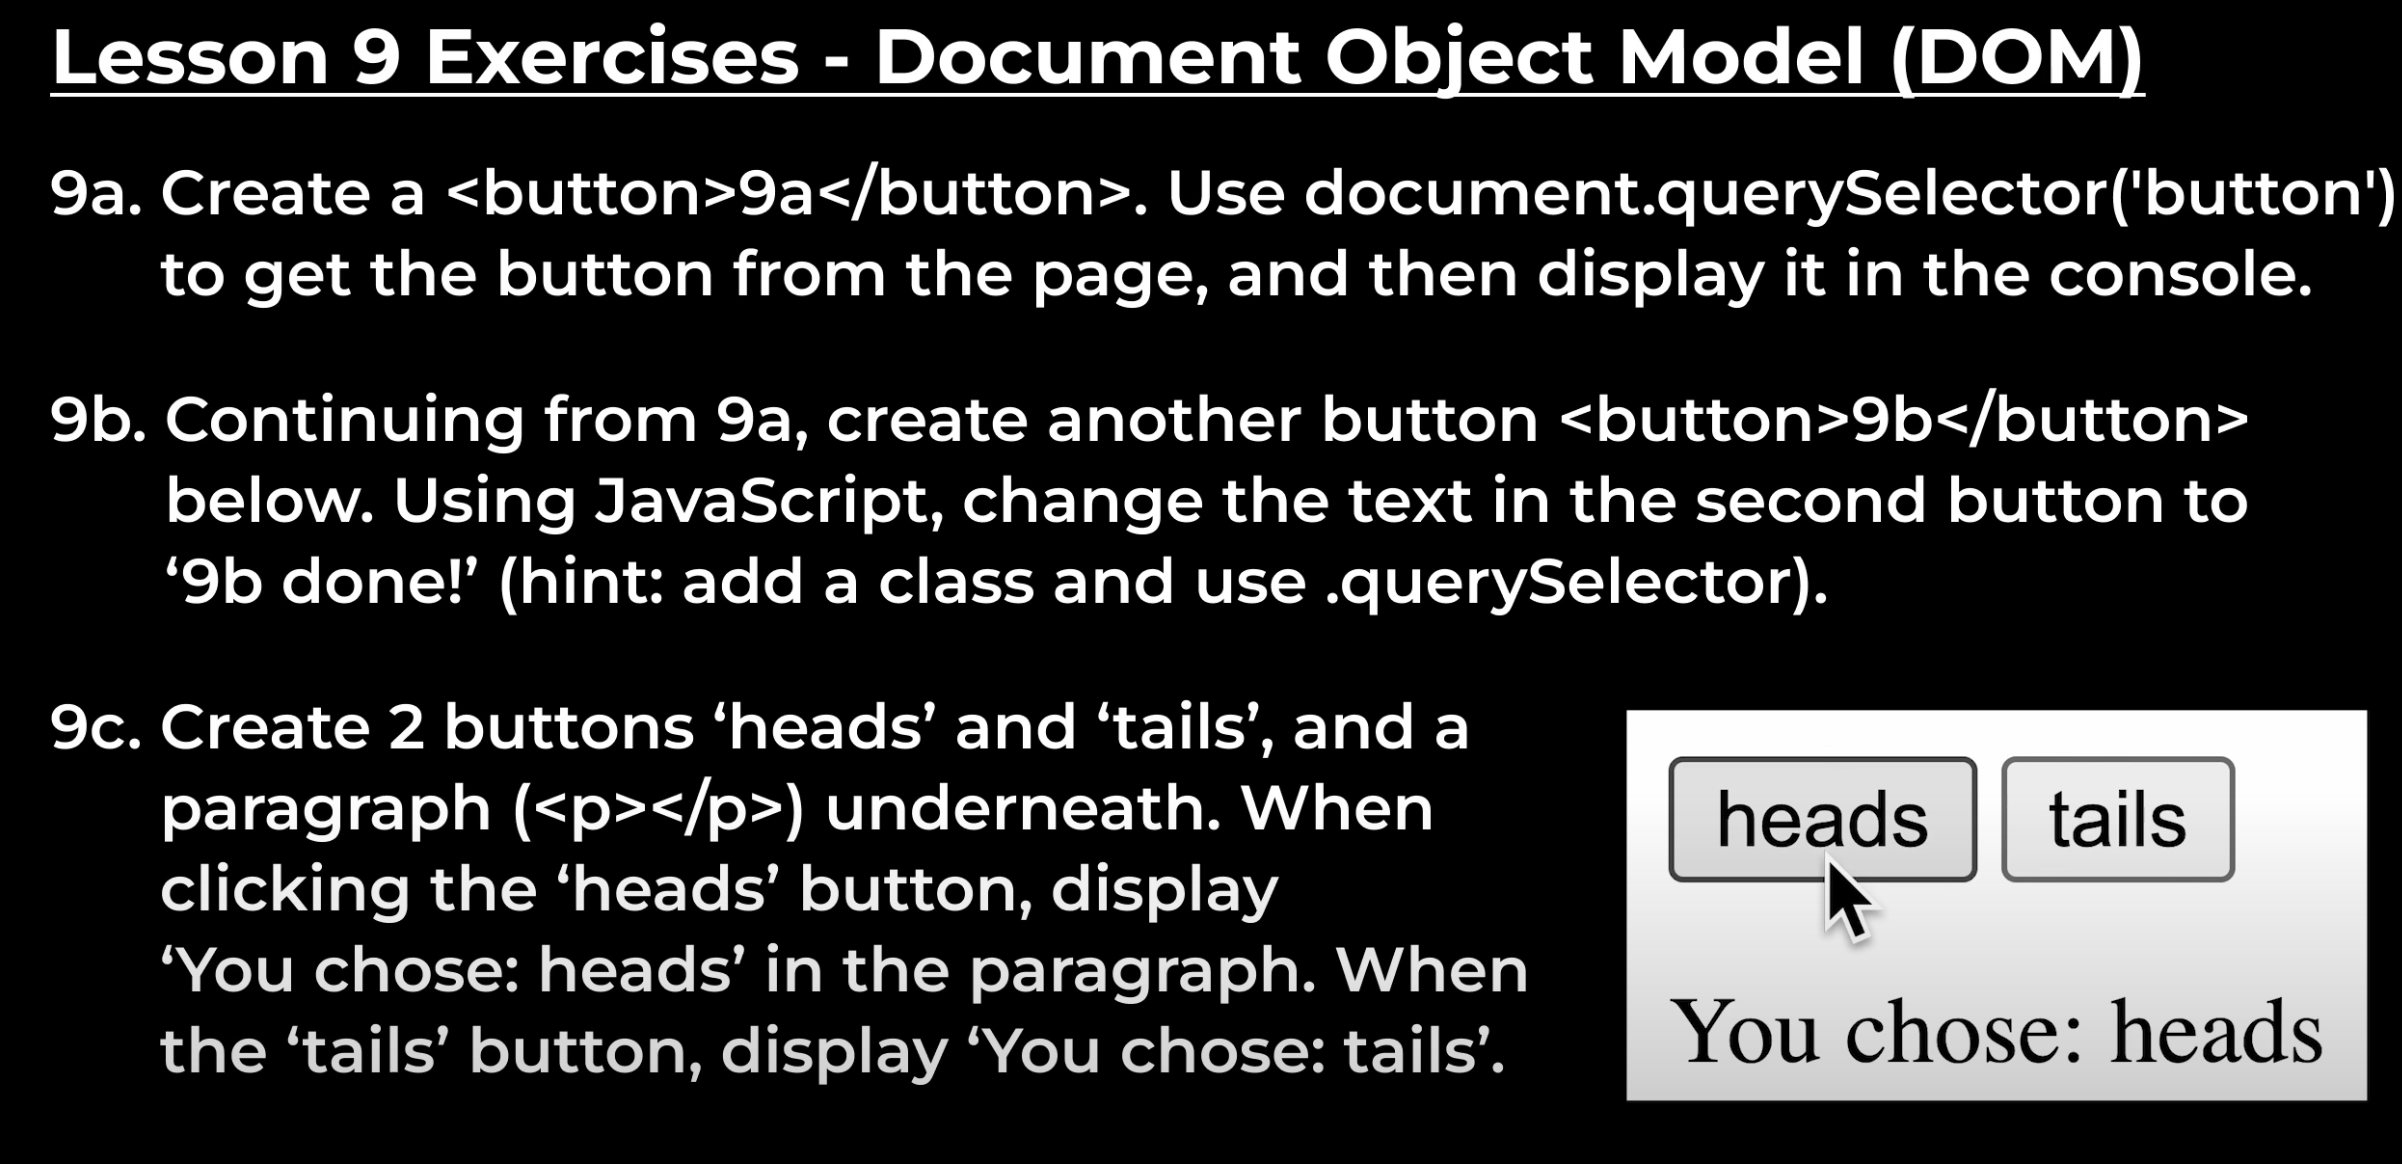 Lesson 9 Exercises - Document Object Model (DOM)
9a. Create a <button>9a</button>. Use document.querySelector('button')
to get the button from the page, and then display it in the console.
9b. Continuing from 9a, create another button <button>9b</button>
below. Using JavaScript, change the text in the second button to
‘9b done!’ (hint: add a class and use .querySelector).
9c. Create 2 buttons ‘heads’ and ‘tails’, and a
paragraph (<p></p>) underneath. When
clicking the ‘heads’ button, display
‘You chose: heads’ in the paragraph. When
the ‘tails’ button, display ‘You chose: tails’.
heads tails
You chose: heads